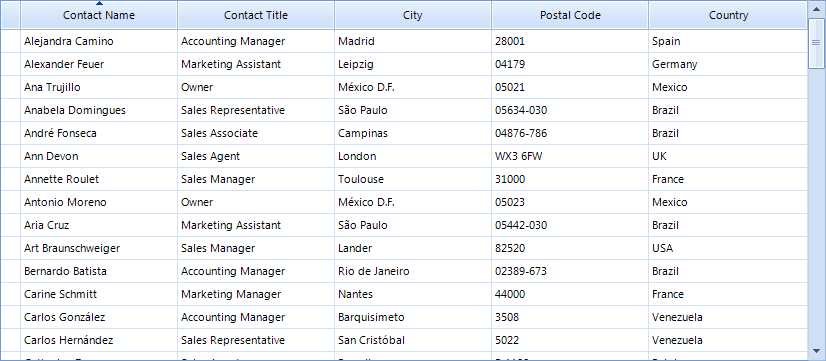 Contact Name Contact Title City Postal Code Country
Alejandra Camino Accounting Manager Madrid 28001 Spain
Alexander Feuer Marketing Assistant Leipzig 04179 Germany
Ana Trujillo Owner México D.F. 05021 Mexico
Anabela Domingues Sales Representative São Paulo 05634-030 Brazil
André Fonseca Sales Associate Campinas 04876-786 Brazil
Ann Devon Sales Agent London WX3 6FW UK
Annette Roulet Sales Manager Toulouse 31000 France
Antonio Moreno Owner México D.F. 05023 Mexico
Aria Cruz Marketing Assistant São Paulo 05442-030 Brazil
Art Braunschweiger Sales Manager Lander 82520 USA
Bernardo Batista Accounting Manager Rio de Janeiro 02389-673 Brazil
Carine Schmitt Marketing Manager Nantes 44000 France
Carlos González Accounting Manager Barquisimeto 3508 Venezuela
Carlos Hernández Sales Representative San Cristóbal 5022 Venezuela